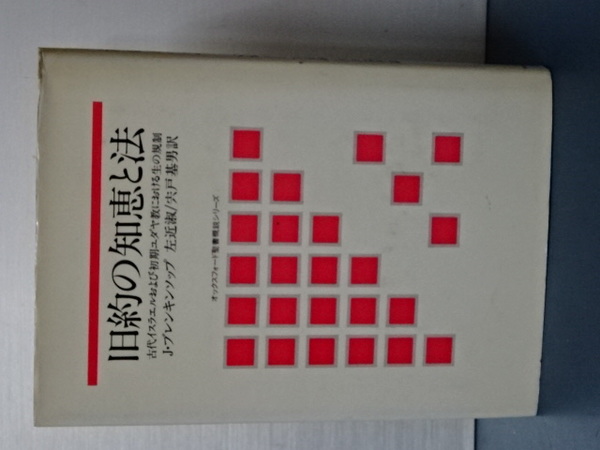 旧約の知恵と法
古代イスラエルおよび初期ユダヤ教における生の規制
J・ブレンキンソップ 左近淑/宍戸基男訳
オックスフォード聖書概説シリーズ